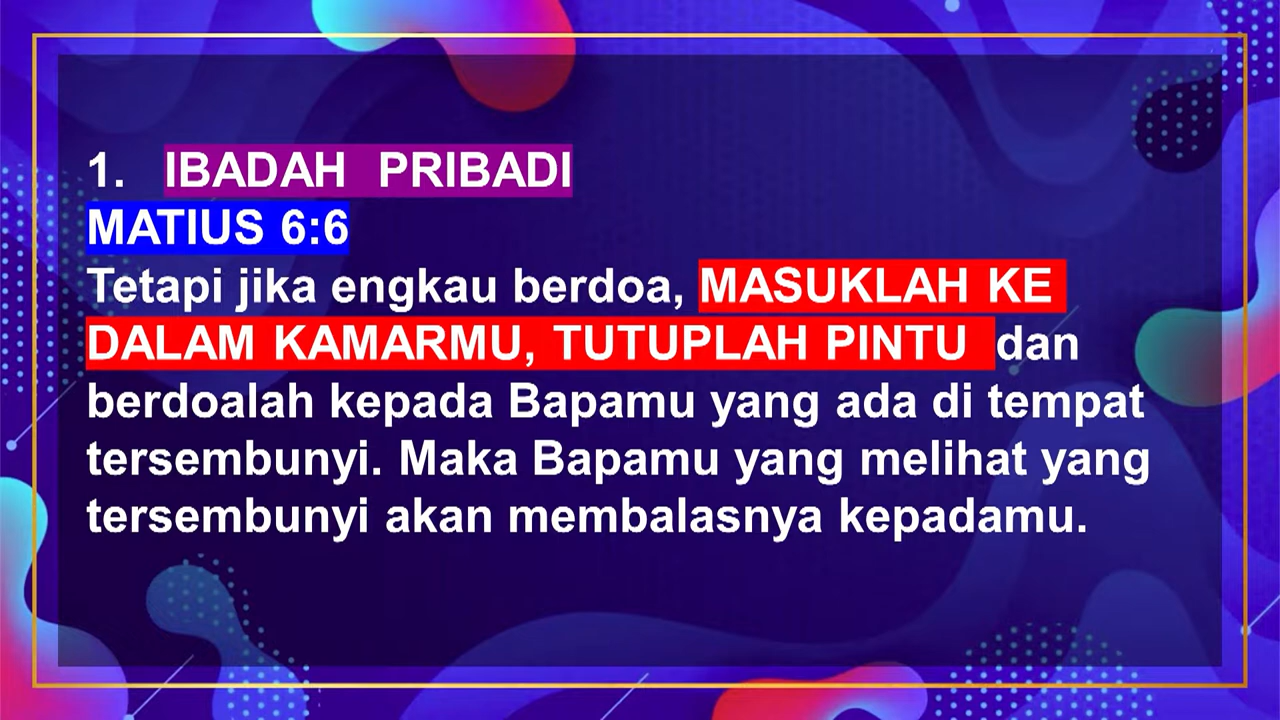 1. IBADAH PRIBADI
MATIUS 6:6
Tetapi jika engkau berdoa, MASUKLAH KE
DALAM KAMARMU, TUTUPLAH PINTU dan
berdoalah kepada Bapamu yang ada di tempat
tersembunyi. Maka Bapamu yang melihat yang
tersembunyi akan membalasnya kepadamu.